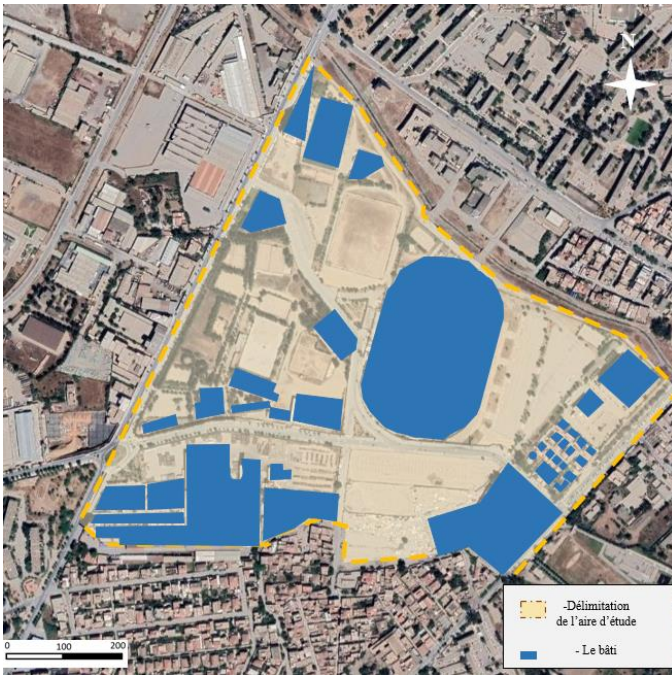 N
-Délimitation
de l’aire d’étude
- Le bâti
0 100 200